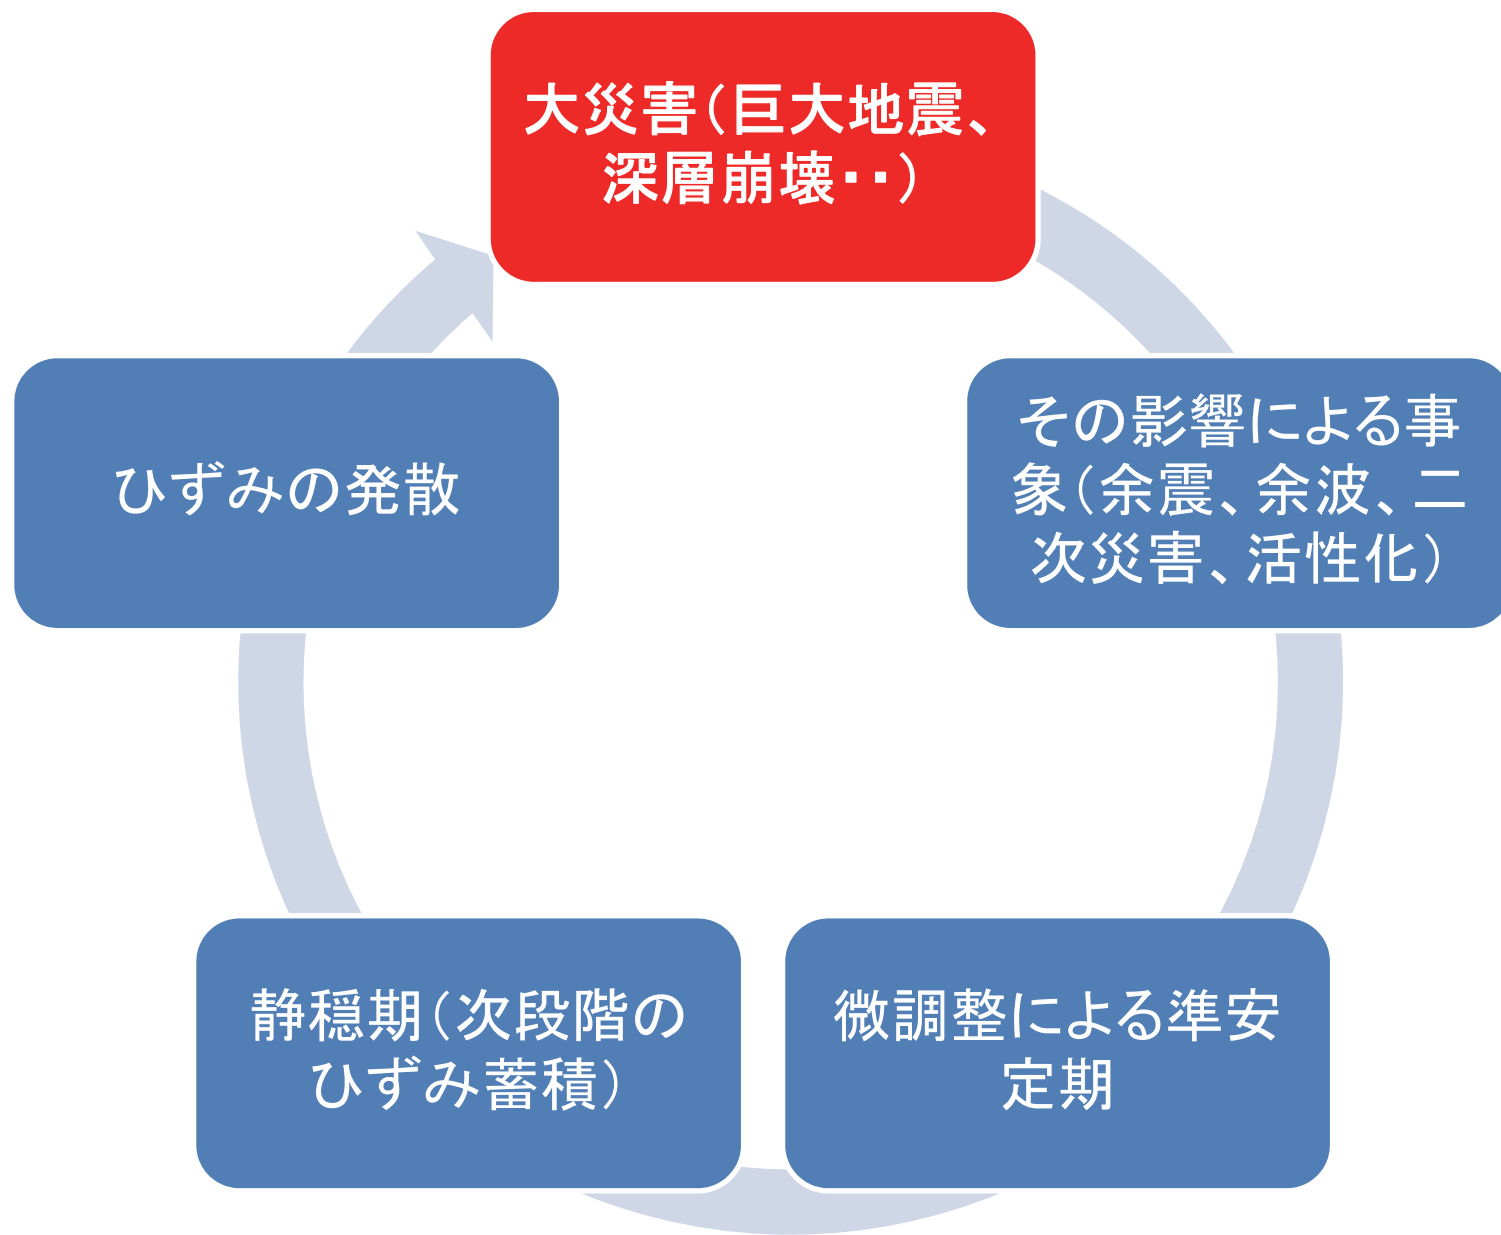 大災害（巨大地震、
深層崩壊・・）
その影響による事
象（余震、余波、二
次災害、活性化）
微調整による準安
定期
静穏期（次段階の
ひずみ蓄積）
ひずみの発散